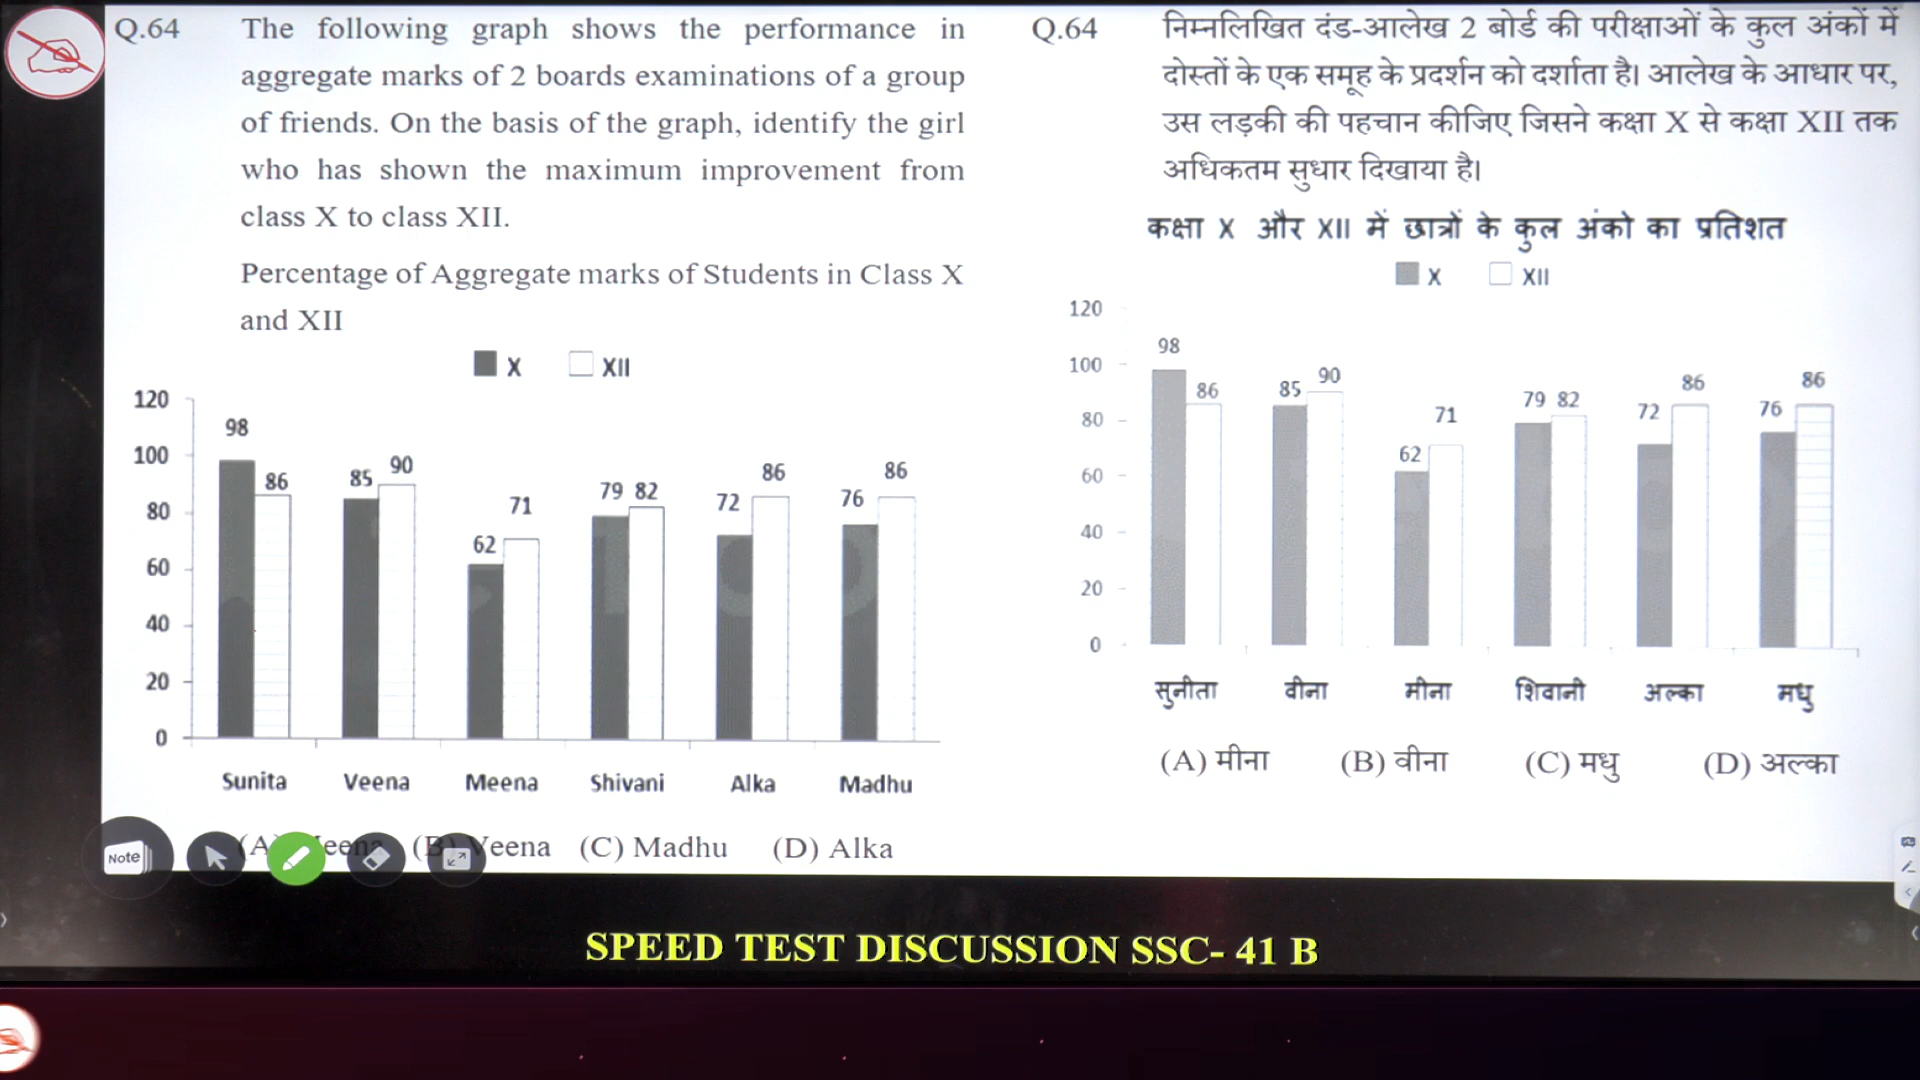 Q.64 The following graph shows the performance in
aggregate marks of 2 boards examinations of a group
of friends. On the basis of the graph, identify the girl
who has shown the maximum improvement from
class X to class XII.
Percentage of Aggregate marks of Students in Class X
and XII
X XII
120
100
80
60
40
20
0
98 86 85 90 62 71 79 82 72 86 76 86
Sunita Veena Meena Shivani Alka Madhu
(B) Veena (C) Madhu (D) Alka
Q.64 निम्नलिखित दंड-आलेख 2 बोर्ड की परीक्षाओं के कुल अंकों में
दोस्तों के एक समूह के प्रदर्शन को दर्शाता है। आलेख के आधार पर,
उस लड़की की पहचान कीजिए जिसने कक्षा X से कक्षा XII तक
अधिकतम सुधार दिखाया है।
कक्षा X और XII में छात्रों के कुल अंको का प्रतिशत
X XII
120
100
80
60
40
20
0
98 86 85 90 62 71 79 82 72 86 76 86
सुनीता वीना मीना शिवानी अल्का मधु
(A) मीना (B) वीना (C) मधु (D) अल्का
Note
SPEED TEST DISCUSSION SSC- 41 B